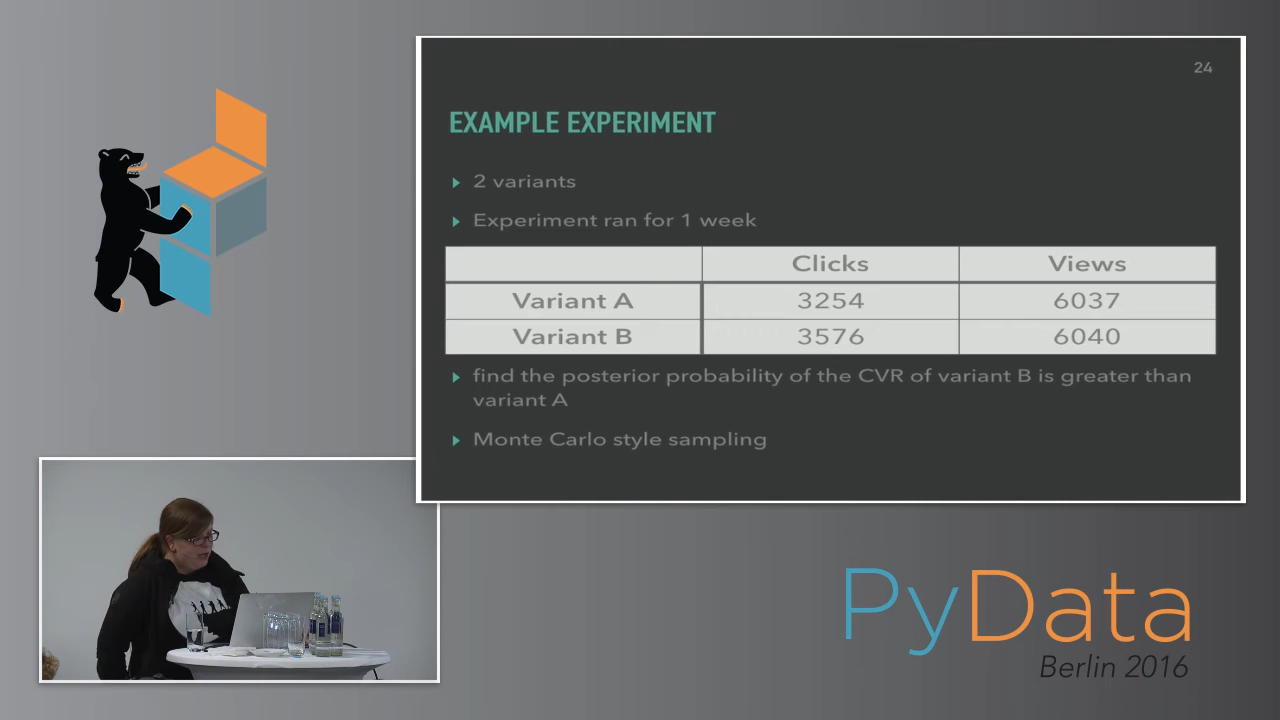 24
EXAMPLE EXPERIMENT
2 variants
Experiment ran for 1 week
Clicks Views
Variant A 3254 6037
Variant B 3576 6040
find the posterior probability of the CVR of variant B is greater than
variant A
Monte Carlo style sampling
PyData
Berlin 2016